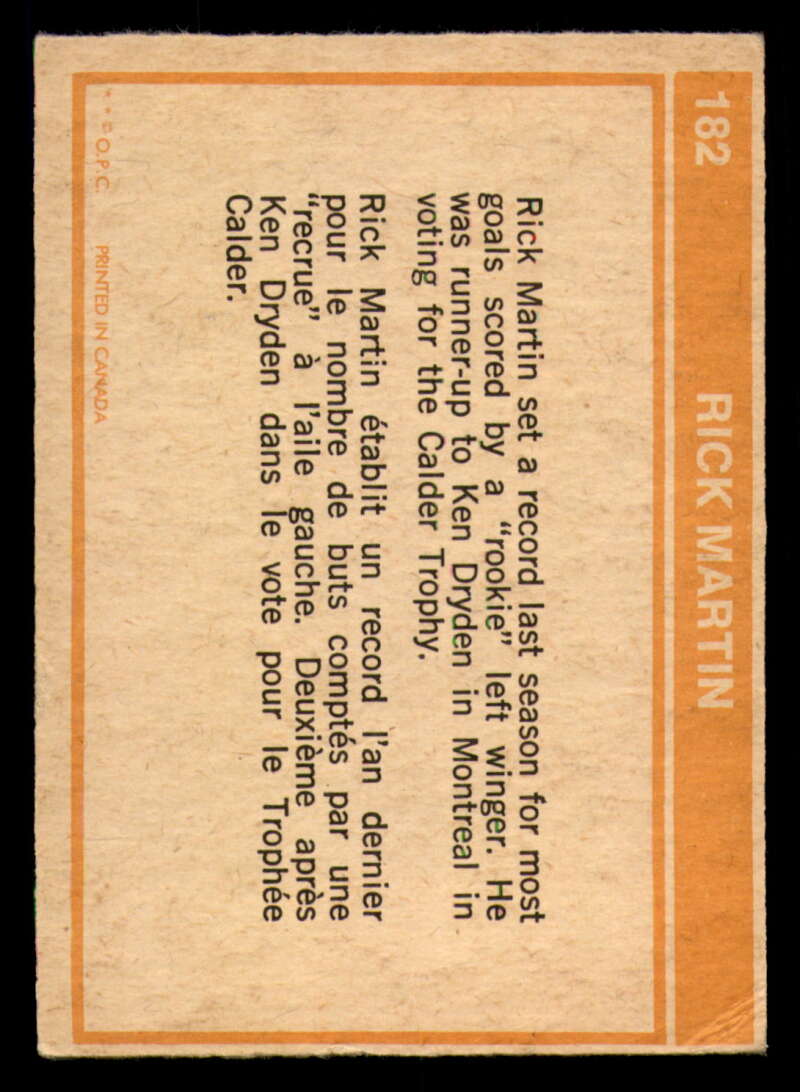 182 RICK MARTIN
Rick Martin set a record last season for most
goals scored by a "rookie" left winger. He
was runner-up to Ken Dryden in Montreal in
voting for the Calder Trophy.
Rick Martin établit un record l'an dernier
pour le nombre de buts comptés par une
"recrue" à l'aile gauche. Deuxième après
Ken Dryden dans le vote pour le Trophée
Calder.
* * © O.P.C. PRINTED IN CANADA